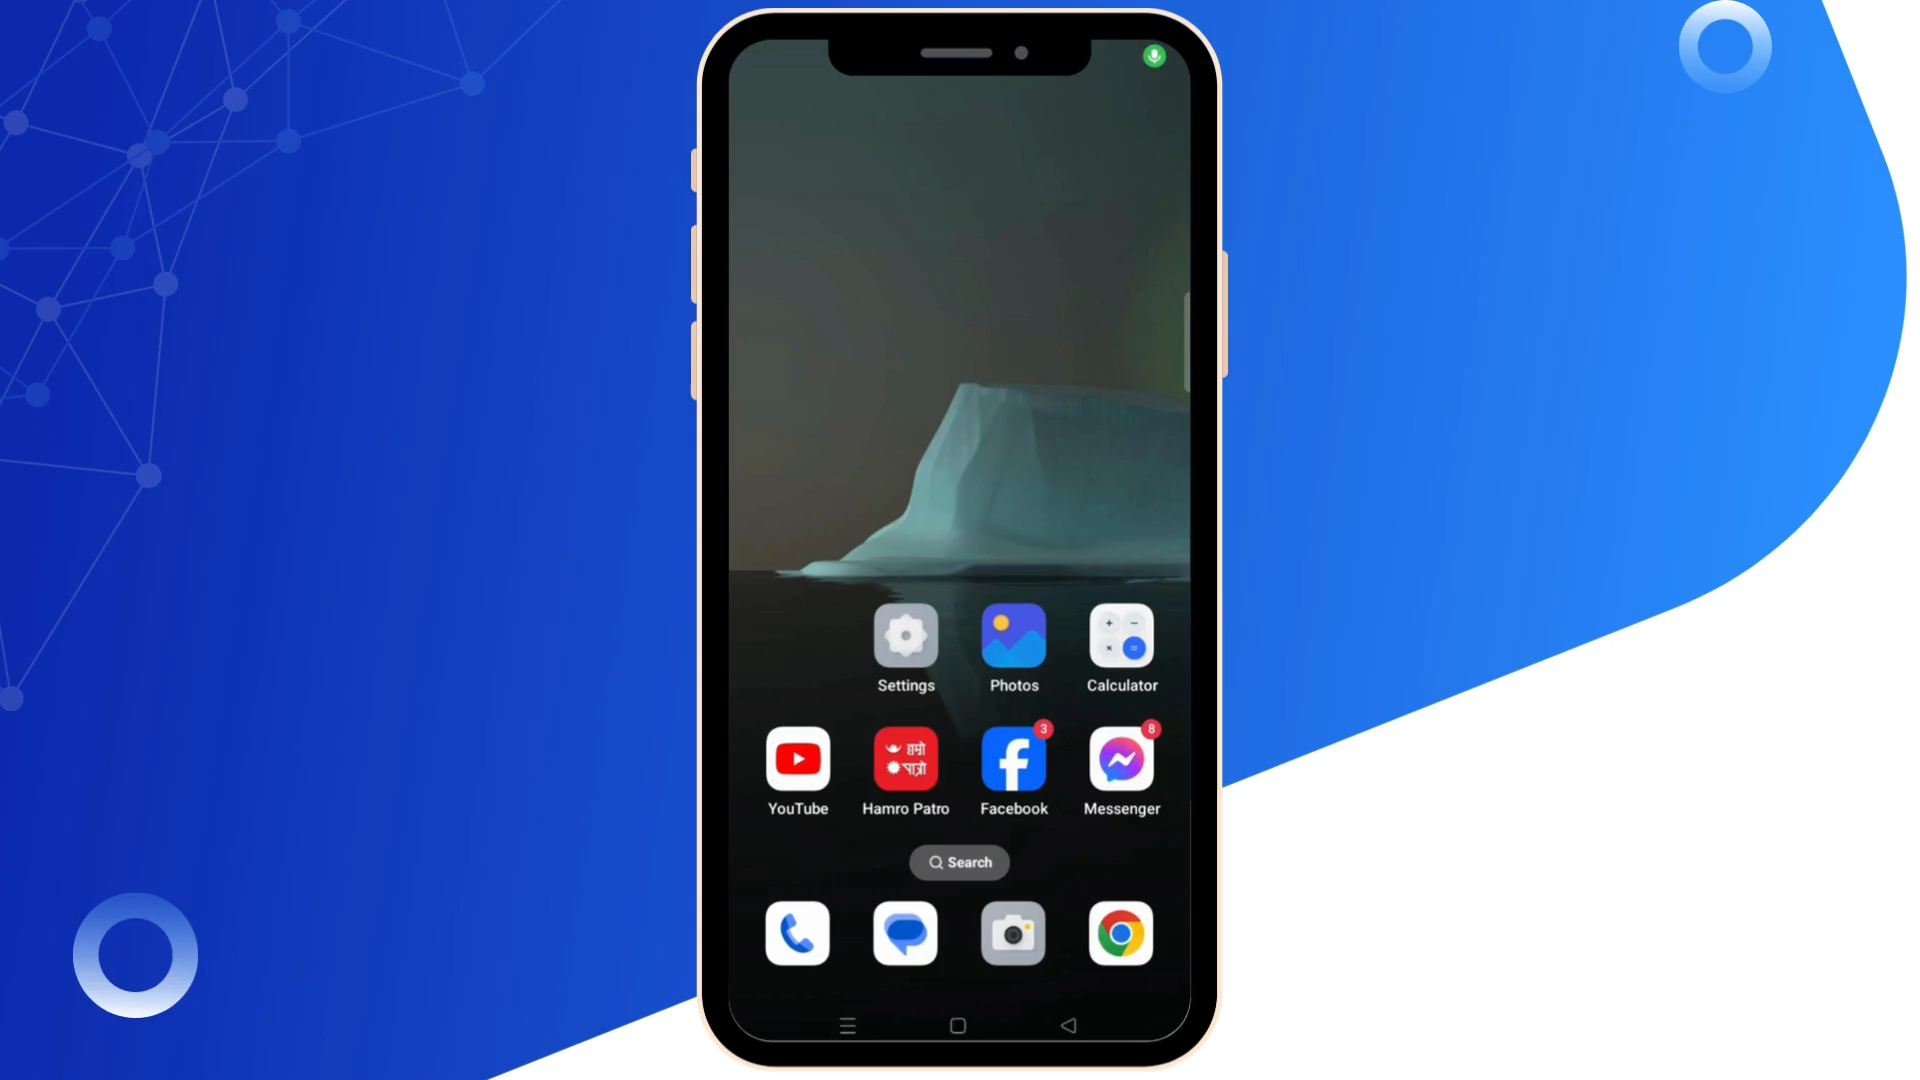 Settings
Photos
Calculator
3
8
हाम्रो
पात्रो
YouTube
Hamro Patro
Facebook
Messenger
Search